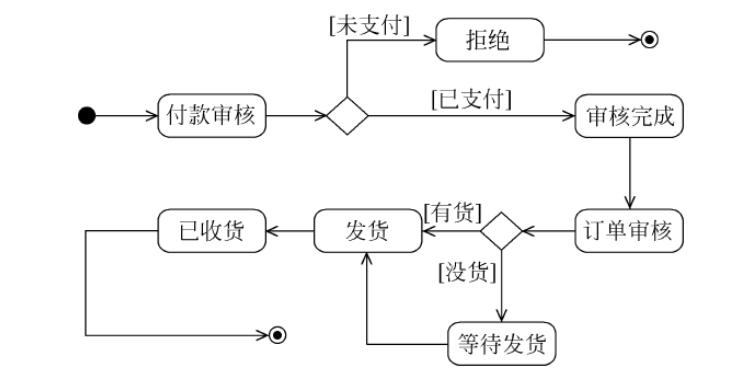 [未支付]
拒绝
付款审核
[已支付]
审核完成
已收货
发货
[有货]
订单审核
[没货]
等待发货